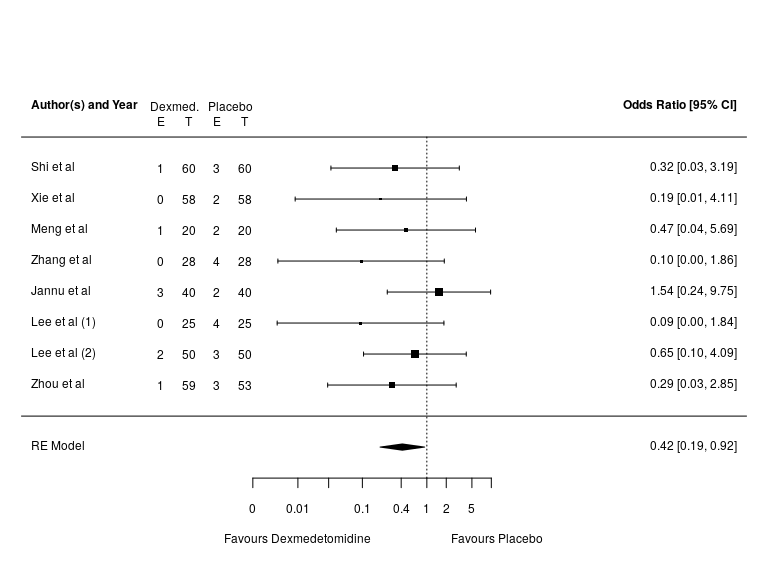 Author(s) and Year Dexmed. Placebo Odds Ratio [95% CI]
E T E T
Shi et al 1 60 3 60 0.32 [0.03, 3.19]
Xie et al 0 58 2 58 0.19 [0.01, 4.11]
Meng et al 1 20 2 20 0.47 [0.04, 5.69]
Zhang et al 0 28 4 28 0.10 [0.00, 1.86]
Jannu et al 3 40 2 40 1.54 [0.24, 9.75]
Lee et al (1) 0 25 4 25 0.09 [0.00, 1.84]
Lee et al (2) 2 50 3 50 0.65 [0.10, 4.09]
Zhou et al 1 59 3 53 0.29 [0.03, 2.85]
RE Model 0.42 [0.19, 0.92]
0 0.01 0.1 0.4 1 2 5
Favours Dexmedetomidine Favours Placebo